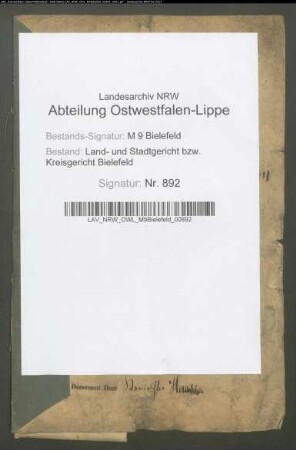 Landesarchiv NRW
Abteilung Ostwestfalen-Lippe
Bestands-Signatur: M 9 Bielefeld
Bestand: Land- und Stadtgericht bzw.
Kreisgericht Bielefeld
Signatur: Nr. 892
LAV_NRW_OWL_M9Bielefeld_00892